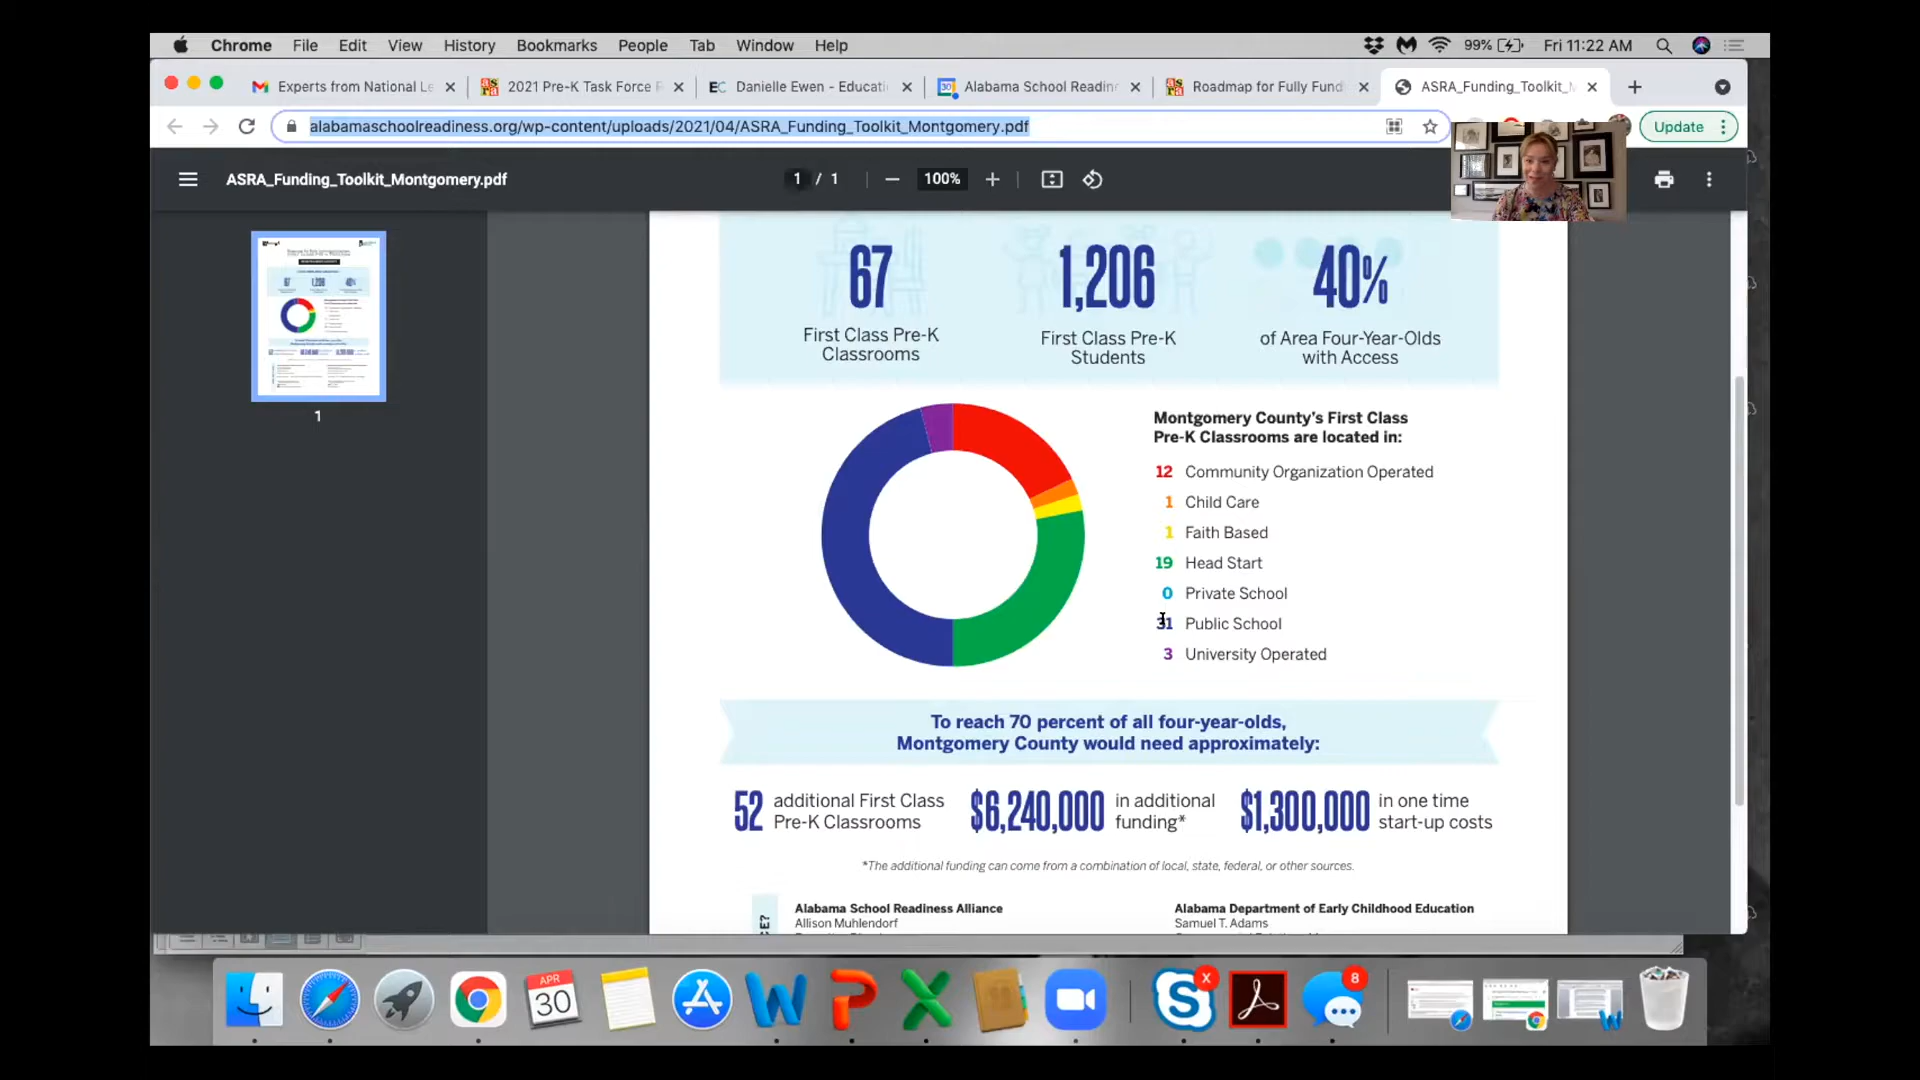 Chrome File Edit View History Bookmarks People Tab Window Help 99% Fri 11:22 AM
Experts from National Le 2021 Pre-K Task Force R Danielle Ewen - Educati Alabama School Readin Roadmap for Fully Fund ASRA_Funding_Toolkit_M
alabamaschoolreadiness.org/wp-content/uploads/2021/04/ASRA_Funding_Toolkit_Montgomery.pdf Update
ASRA_Funding_Toolkit_Montgomery.pdf 1 / 1 100%
67 1,206 40%
First Class Pre-K
Classrooms
First Class Pre-K
Students
of Area Four-Year-Olds
with Access
1
Montgomery County's First Class
Pre-K Classrooms are located in:
12 Community Organization Operated
1 Child Care
1 Faith Based
19 Head Start
0 Private School
31 Public School
3 University Operated
To reach 70 percent of all four-year-olds,
Montgomery County would need approximately:
52 additional First Class
Pre-K Classrooms
$6,240,000 in additional
funding*
$1,300,000 in one time
start-up costs
*The additional funding can come from a combination of local, state, federal, or other sources.
Alabama School Readiness Alliance
Allison Muhlendorf
Alabama Department of Early Childhood Education
Samuel T. Adams
APR
30
X
8